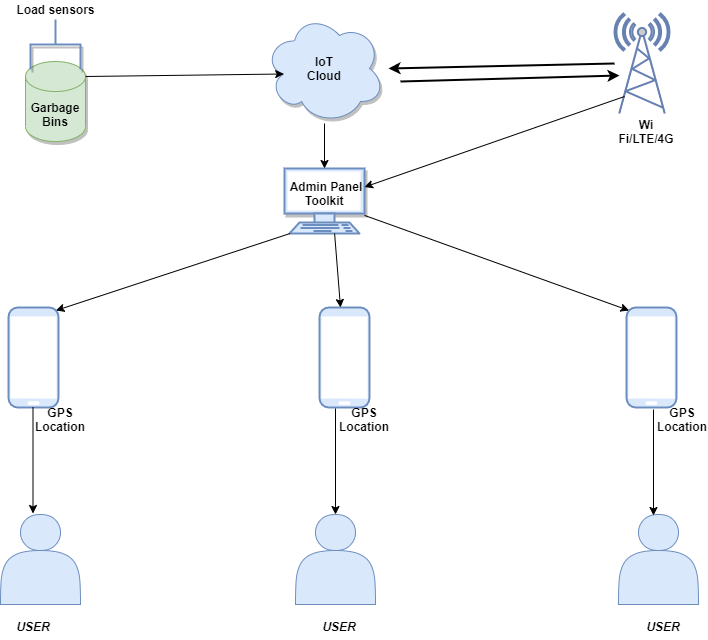 Load sensors
IoT
Cloud
Garbage
Bins
Wi
Fi/LTE/4G
Admin Panel
Toolkit
GPS
Location
GPS
Location
GPS
Location
USER
USER
USER